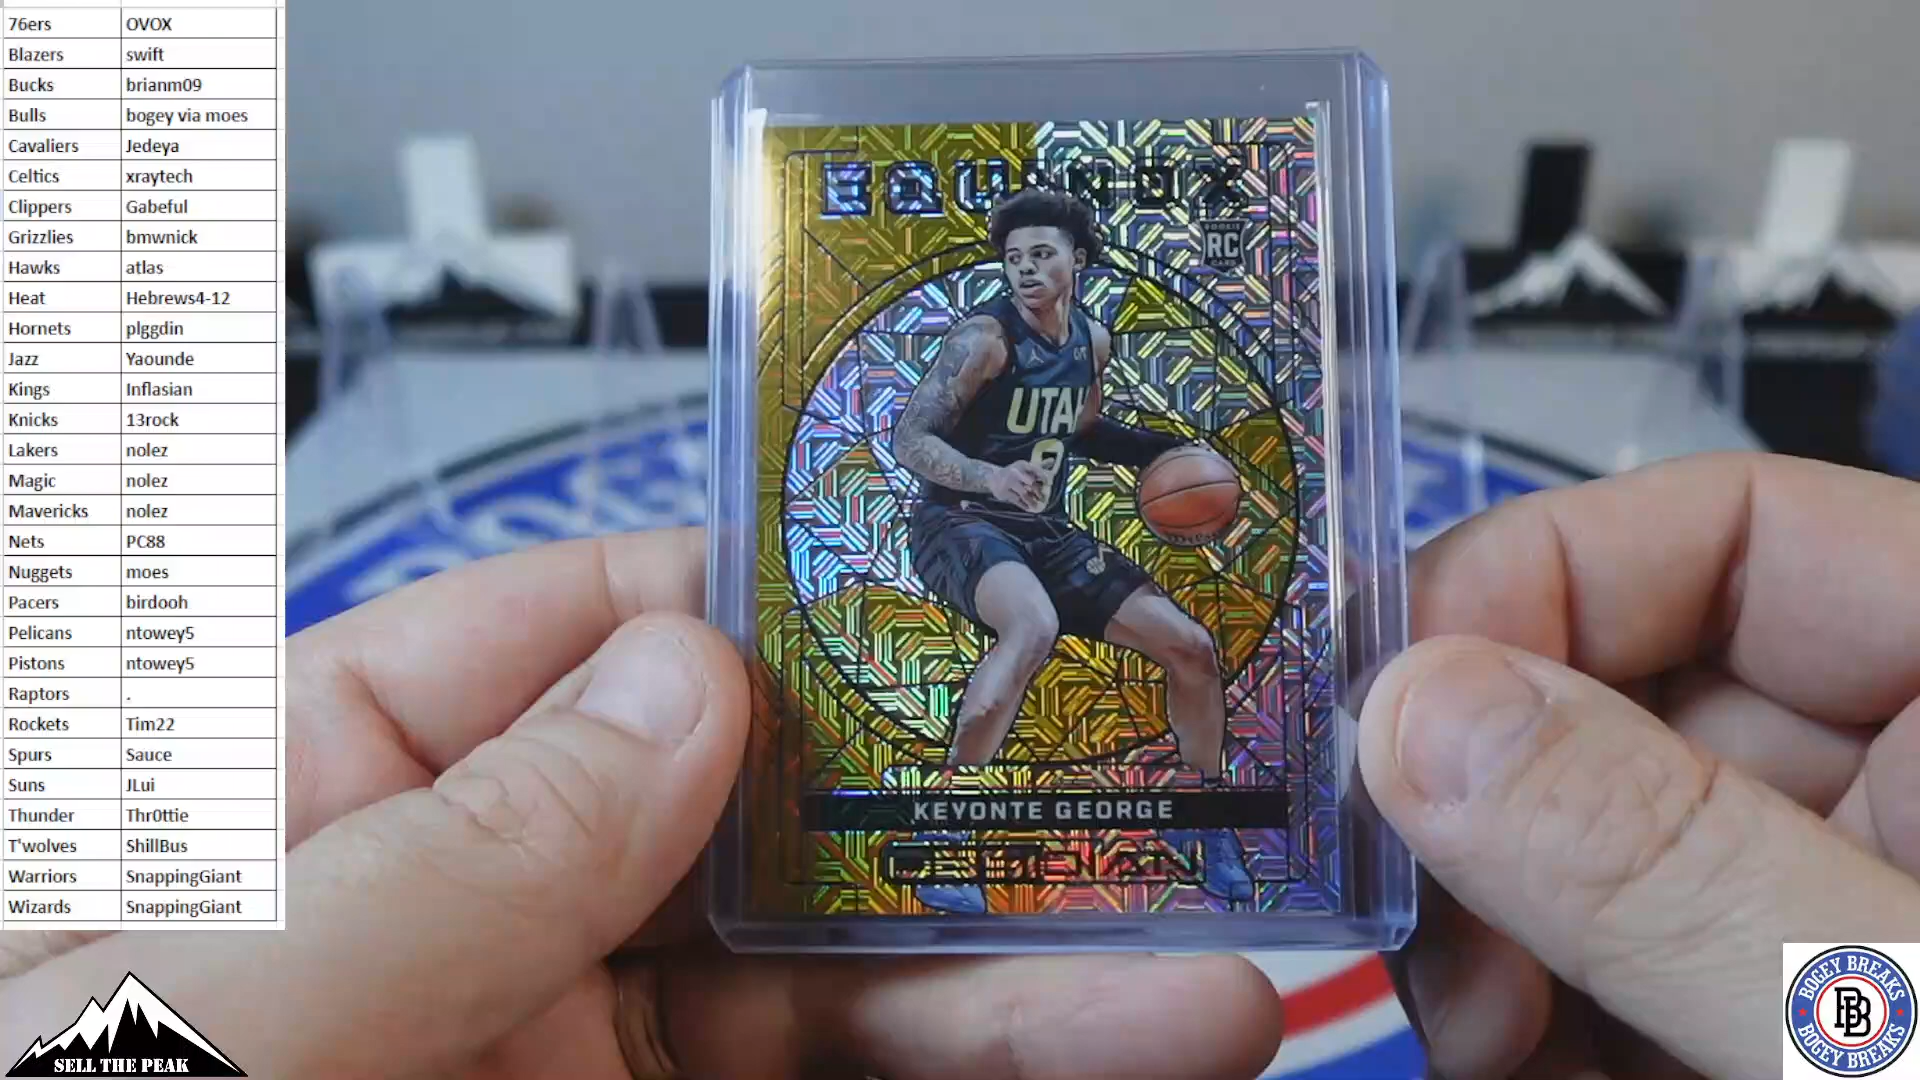 76ers OVOX
Blazers swift
Bucks brianm09
Bulls bogey via moes
Cavaliers Jedeya
Celtics xraytech
Clippers Gabeful
Grizzlies bmwnick
Hawks atlas
Heat Hebrews4-12
Hornets plggdin
Jazz Yaounde
Kings Inflasian
Knicks 13rock
Lakers nolez
Magic nolez
Mavericks nolez
Nets PC88
Nuggets moes
Pacers birdooh
Pelicans ntowey5
Pistons ntowey5
Raptors .
Rockets Tim22
Spurs Sauce
Suns JLui
Thunder Thr0ttie
T'wolves ShillBus
Warriors SnappingGiant
Wizards SnappingGiant
SELL THE PEAK
EQUINOX
ROOKIE
RC
CARD
UTAH
KEYONTE GEORGE
BOGEY BREAKS
BB
BOGEY BREAKS